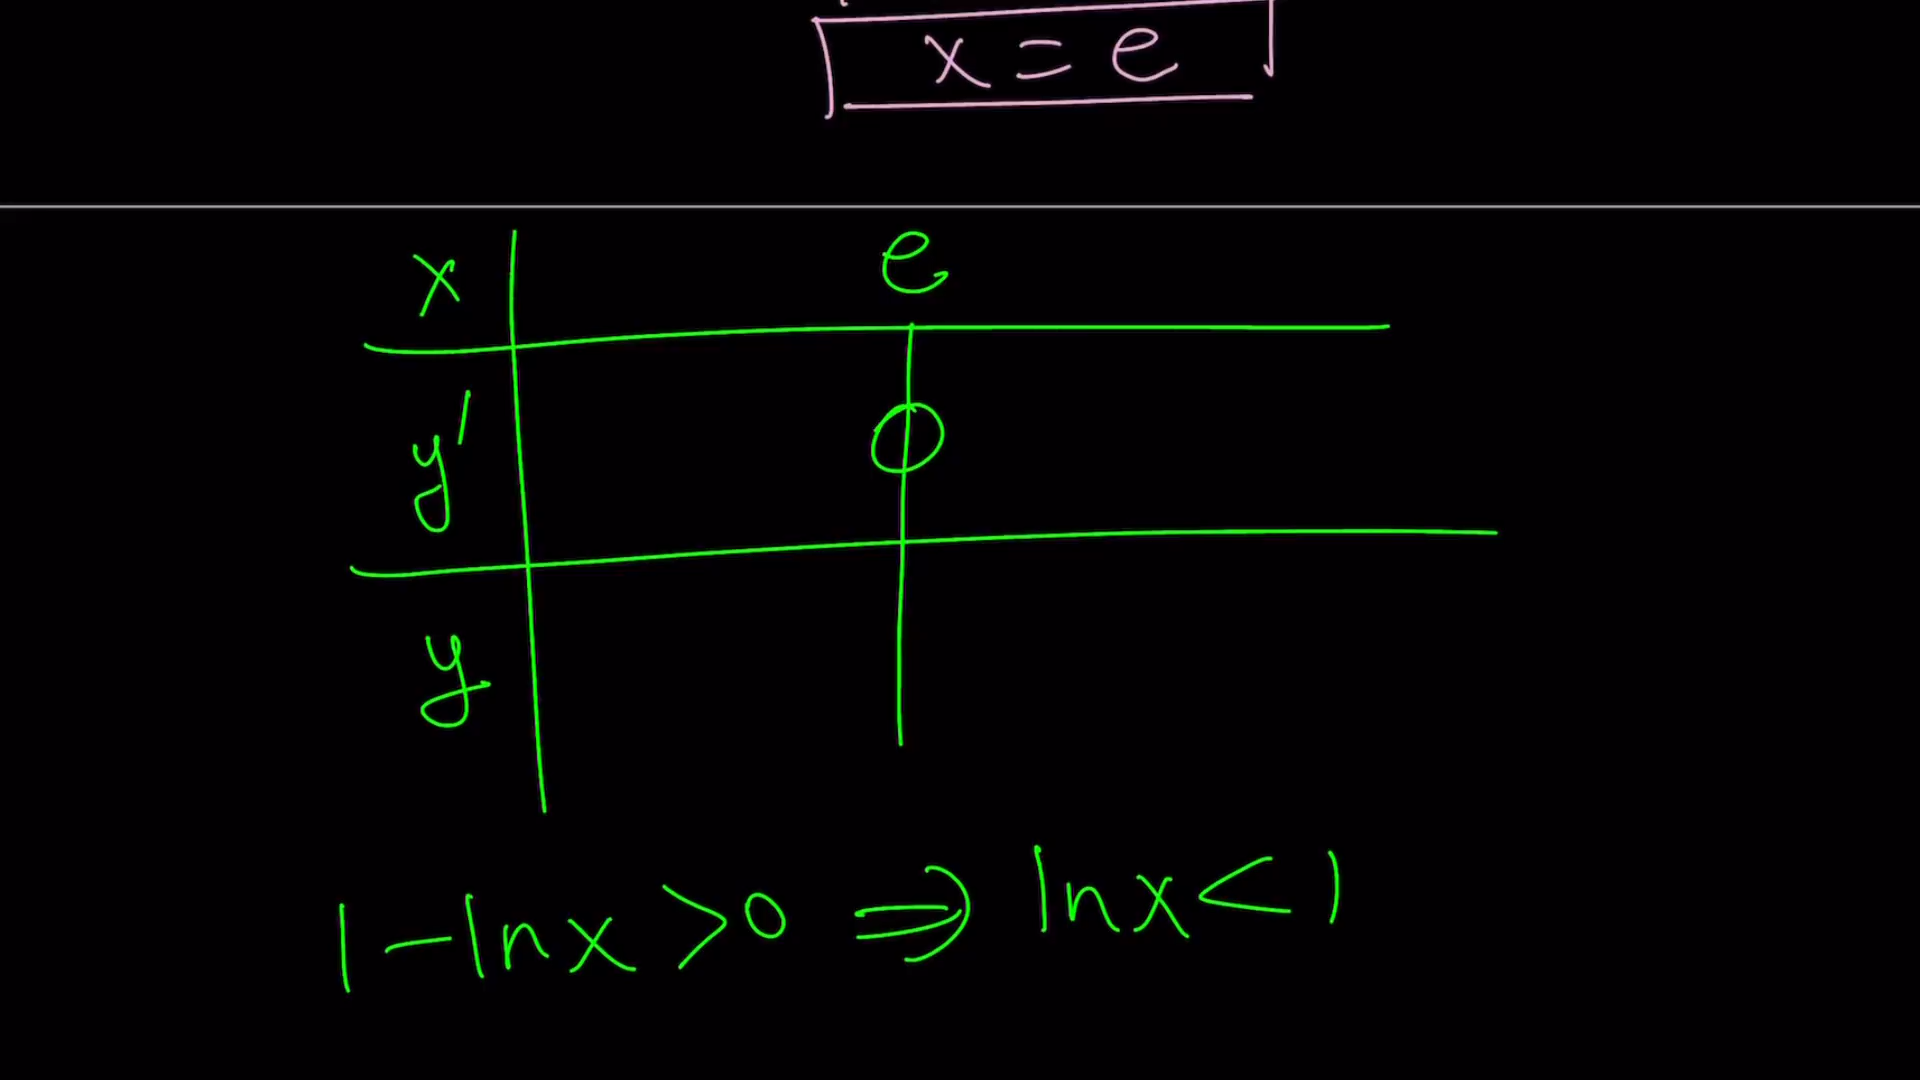 x = e
x e
y' 0
y
1 - ln x > 0 ⇒ ln x < 1